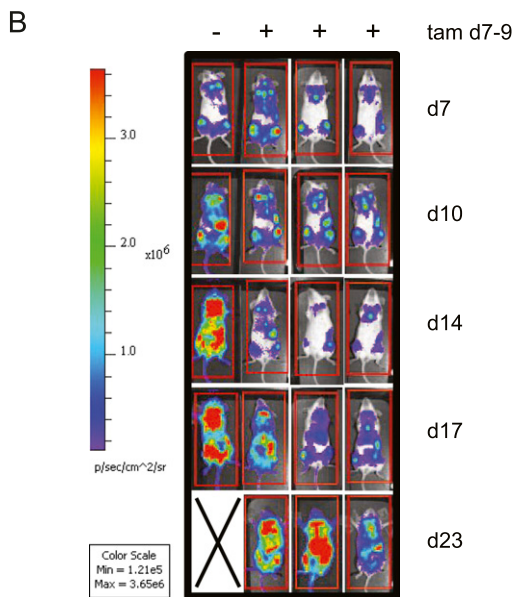 B
- + + + tam d7-9
d7
3.0
d10
2.0
x10^6
d14
1.0
d17
p/sec/cm^2/sr
d23
Color Scale
Min = 1.21e5
Max = 3.65e6